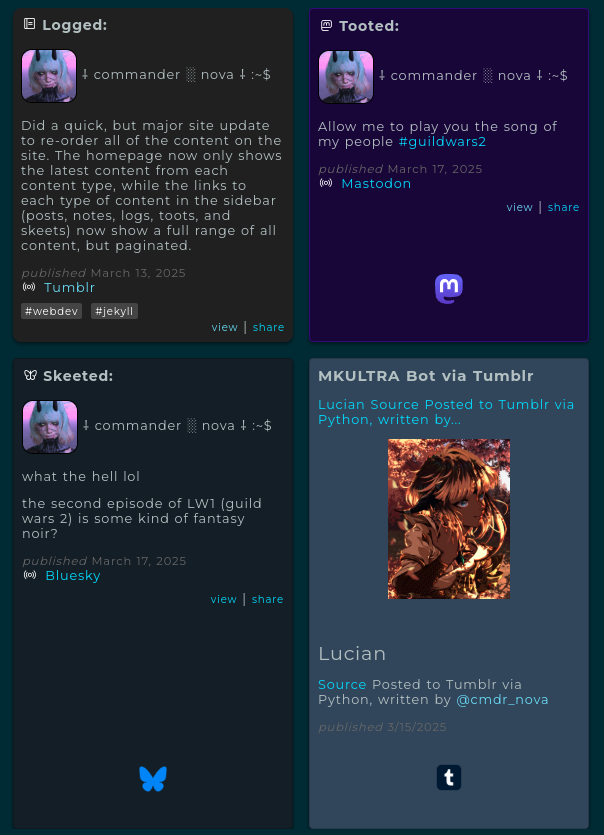 Logged:
⸸ commander ░ nova ⸸ :~$
Did a quick, but major site update
to re-order all of the content on the
site. The homepage now only shows
the latest content from each
content type, while the links to
each type of content in the sidebar
(posts, notes, logs, toots, and
skeets) now show a full range of all
content, but paginated.
published March 13, 2025
Tumblr
#webdev #jekyll
view | share
Tooted:
⸸ commander ░ nova ⸸ :~$
Allow me to play you the song of
my people #guildwars2
published March 17, 2025
Mastodon
view | share
Skeeted:
⸸ commander ░ nova ⸸ :~$
what the hell lol
the second episode of LW1 (guild
wars 2) is some kind of fantasy
noir?
published March 17, 2025
Bluesky
view | share
MKULTRA Bot via Tumblr
Lucian Source Posted to Tumblr via
Python, written by...
Lucian
Source Posted to Tumblr via
Python, written by @cmdr_nova
published 3/15/2025